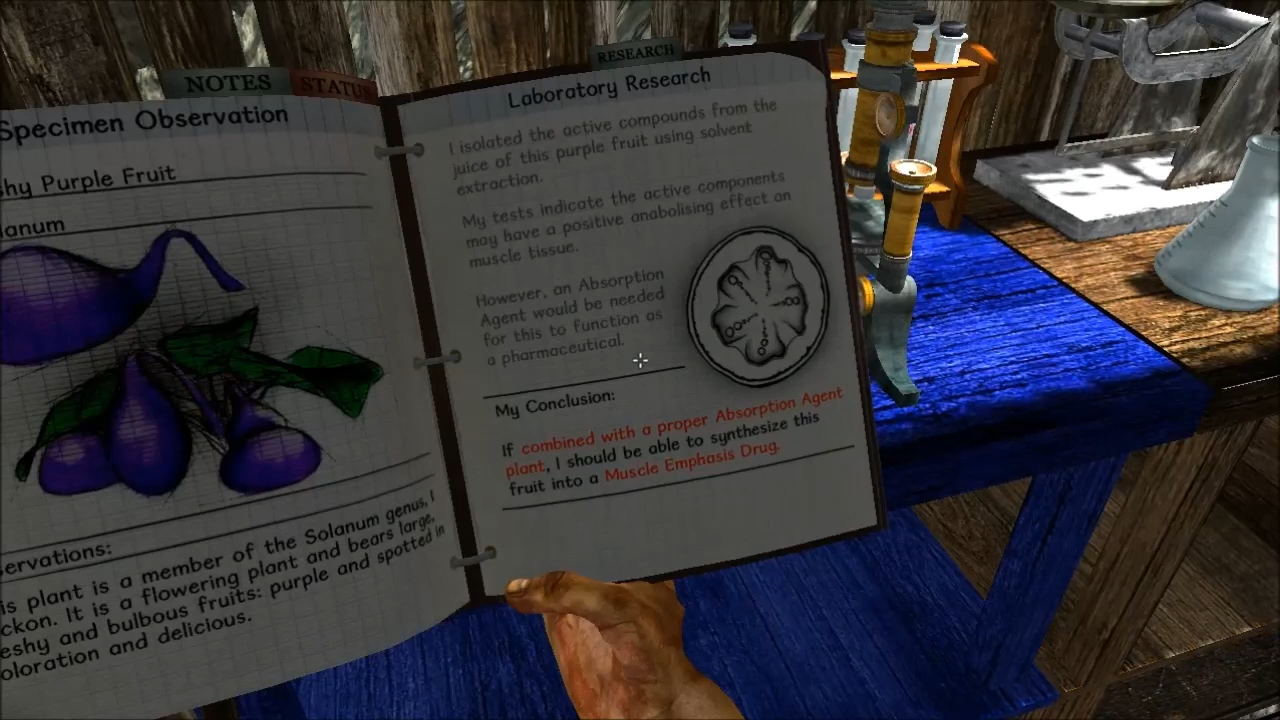 NOTES
STATUS
Specimen Observation
hy Purple Fruit
lanum
ervations:
is plant is a member of the Solanum genus, I
ckon. It is a flowering plant and bears large,
eshy and bulbous fruits: purple and spotted in
oloration and delicious.
RESEARCH
Laboratory Research
I isolated the active compounds from the
juice of this purple fruit using solvent
extraction.
My tests indicate the active components
may have a positive anabolising effect on
muscle tissue.
However, an Absorption
Agent would be needed
for this to function as
a pharmaceutical.
My Conclusion:
If combined with a proper Absorption Agent
plant, I should be able to synthesize this
fruit into a Muscle Emphasis Drug.